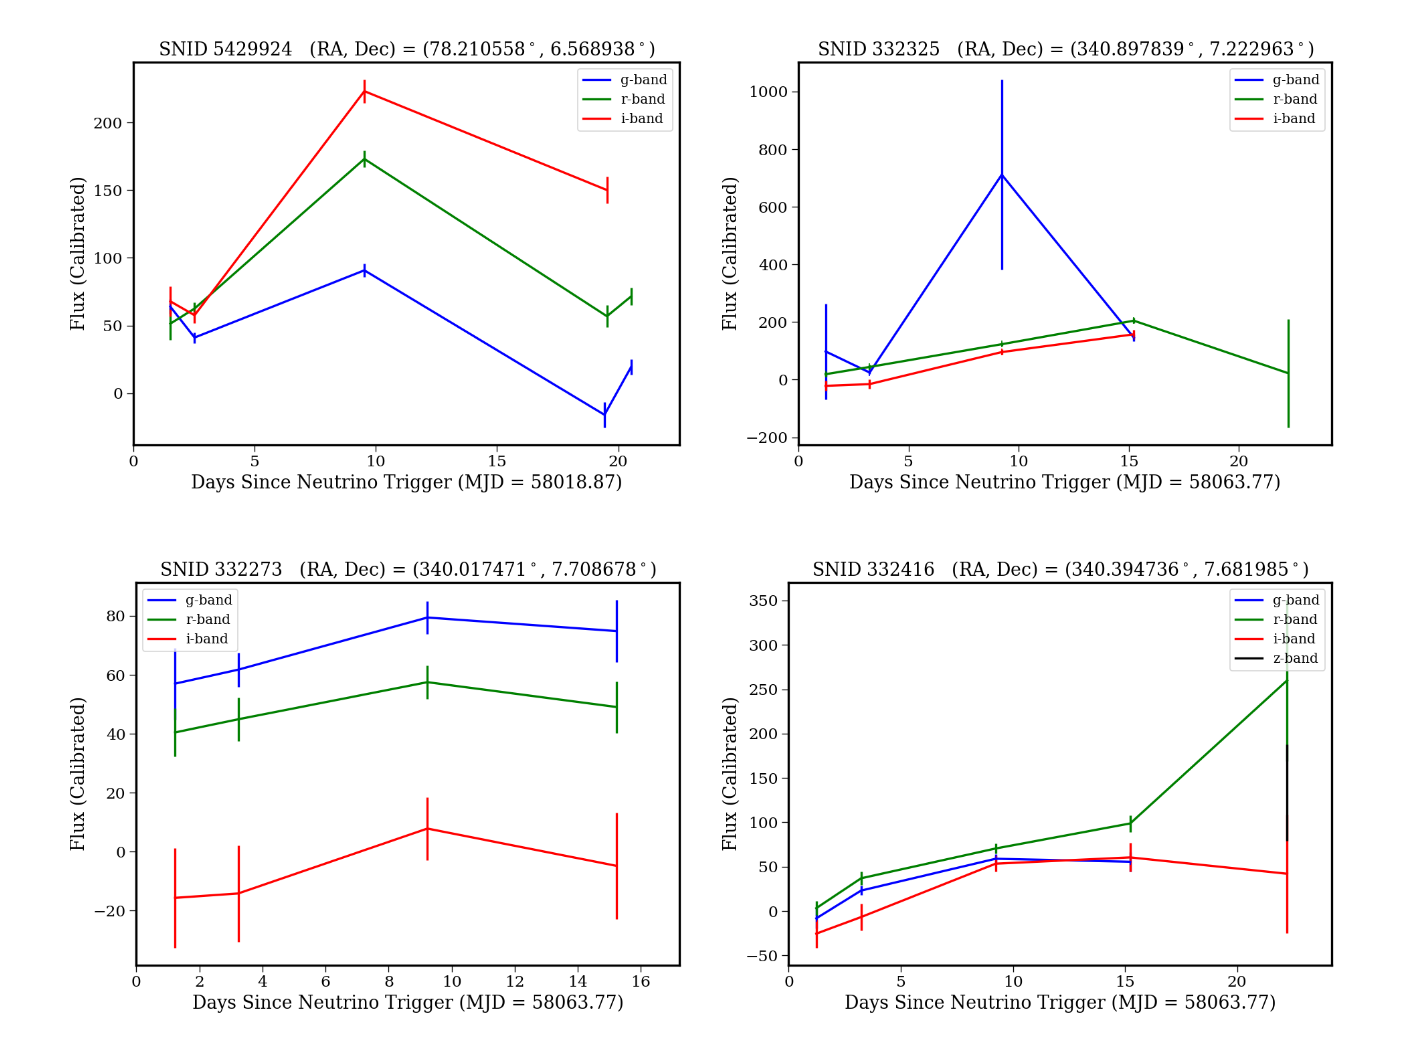 SNID 5429924 (RA, Dec) = (78.210558°, 6.568938°)
g-band
r-band
i-band
200
150
100
50
0
Flux (Calibrated)
0 5 10 15 20
Days Since Neutrino Trigger (MJD = 58018.87)
SNID 332325 (RA, Dec) = (340.897839°, 7.222963°)
g-band
r-band
i-band
1000
800
600
400
200
0
−200
Flux (Calibrated)
0 5 10 15 20
Days Since Neutrino Trigger (MJD = 58063.77)
SNID 332273 (RA, Dec) = (340.017471°, 7.708678°)
g-band
r-band
i-band
80
60
40
20
0
−20
Flux (Calibrated)
0 2 4 6 8 10 12 14 16
Days Since Neutrino Trigger (MJD = 58063.77)
SNID 332416 (RA, Dec) = (340.394736°, 7.681985°)
g-band
r-band
i-band
z-band
350
300
250
200
150
100
50
0
−50
Flux (Calibrated)
0 5 10 15 20
Days Since Neutrino Trigger (MJD = 58063.77)